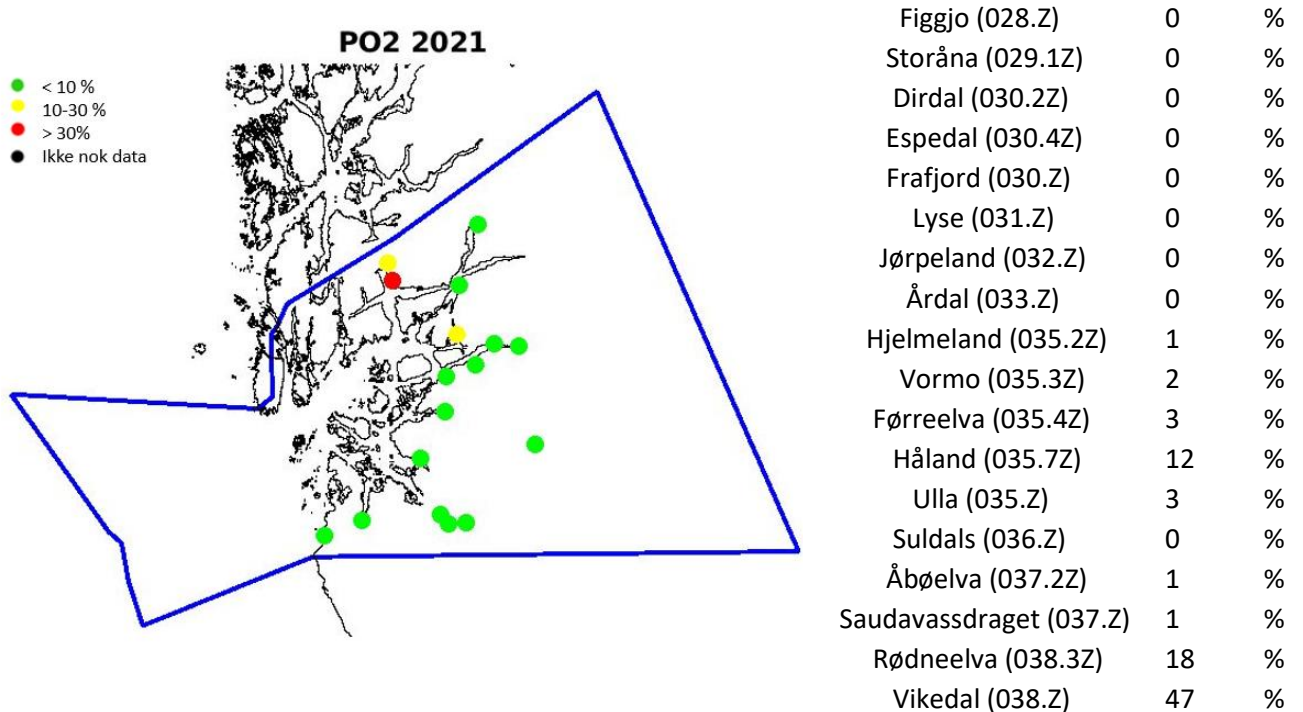 PO2 2021
< 10 %
10-30 %
> 30%
Ikke nok data
Figgjo (028.Z) 0 %
Storåna (029.1Z) 0 %
Dirdal (030.2Z) 0 %
Espedal (030.4Z) 0 %
Frafjord (030.Z) 0 %
Lyse (031.Z) 0 %
Jørpeland (032.Z) 0 %
Årdal (033.Z) 0 %
Hjelmeland (035.2Z) 1 %
Vormo (035.3Z) 2 %
Førreelva (035.4Z) 3 %
Håland (035.7Z) 12 %
Ulla (035.Z) 3 %
Suldals (036.Z) 0 %
Åbøelva (037.2Z) 1 %
Saudavassdraget (037.Z) 1 %
Rødneelva (038.3Z) 18 %
Vikedal (038.Z) 47 %